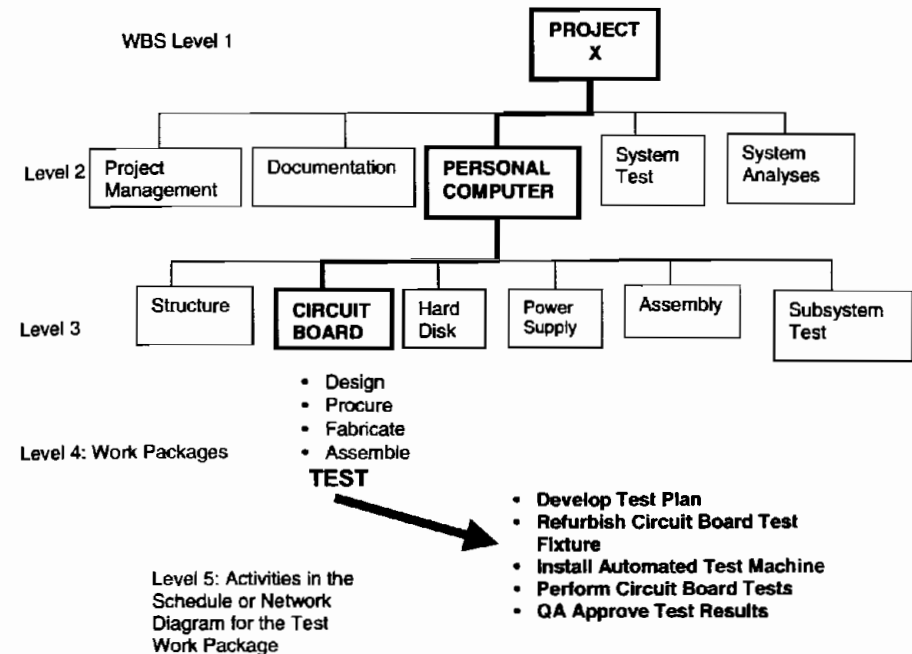 WBS Level 1
PROJECT
X
Level 2
Project
Management
Documentation
PERSONAL
COMPUTER
System
Test
System
Analyses
Level 3
Structure
CIRCUIT
BOARD
Hard
Disk
Power
Supply
Assembly
Subsystem
Test
• Design
• Procure
• Fabricate
• Assemble
Level 4: Work Packages
TEST
• Develop Test Plan
• Refurbish Circuit Board Test
Fixture
• Install Automated Test Machine
• Perform Circuit Board Tests
• QA Approve Test Results
Level 5: Activities in the
Schedule or Network
Diagram for the Test
Work Package